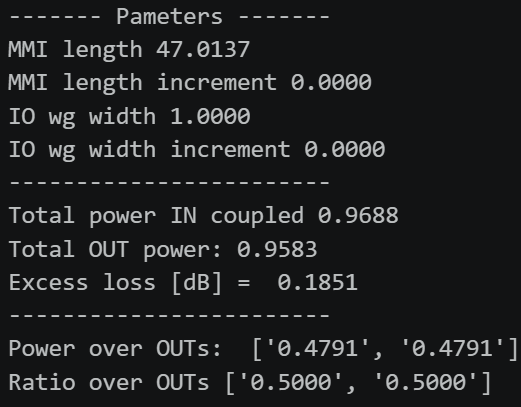 ------- Pameters -------
MMI length 47.0137
MMI length increment 0.0000
IO wg width 1.0000
IO wg width increment 0.0000
------------------------
Total power IN coupled 0.9688
Total OUT power: 0.9583
Excess loss [dB] =  0.1851
------------------------
Power over OUTs:  ['0.4791', '0.4791']
Ratio over OUTs ['0.5000', '0.5000']